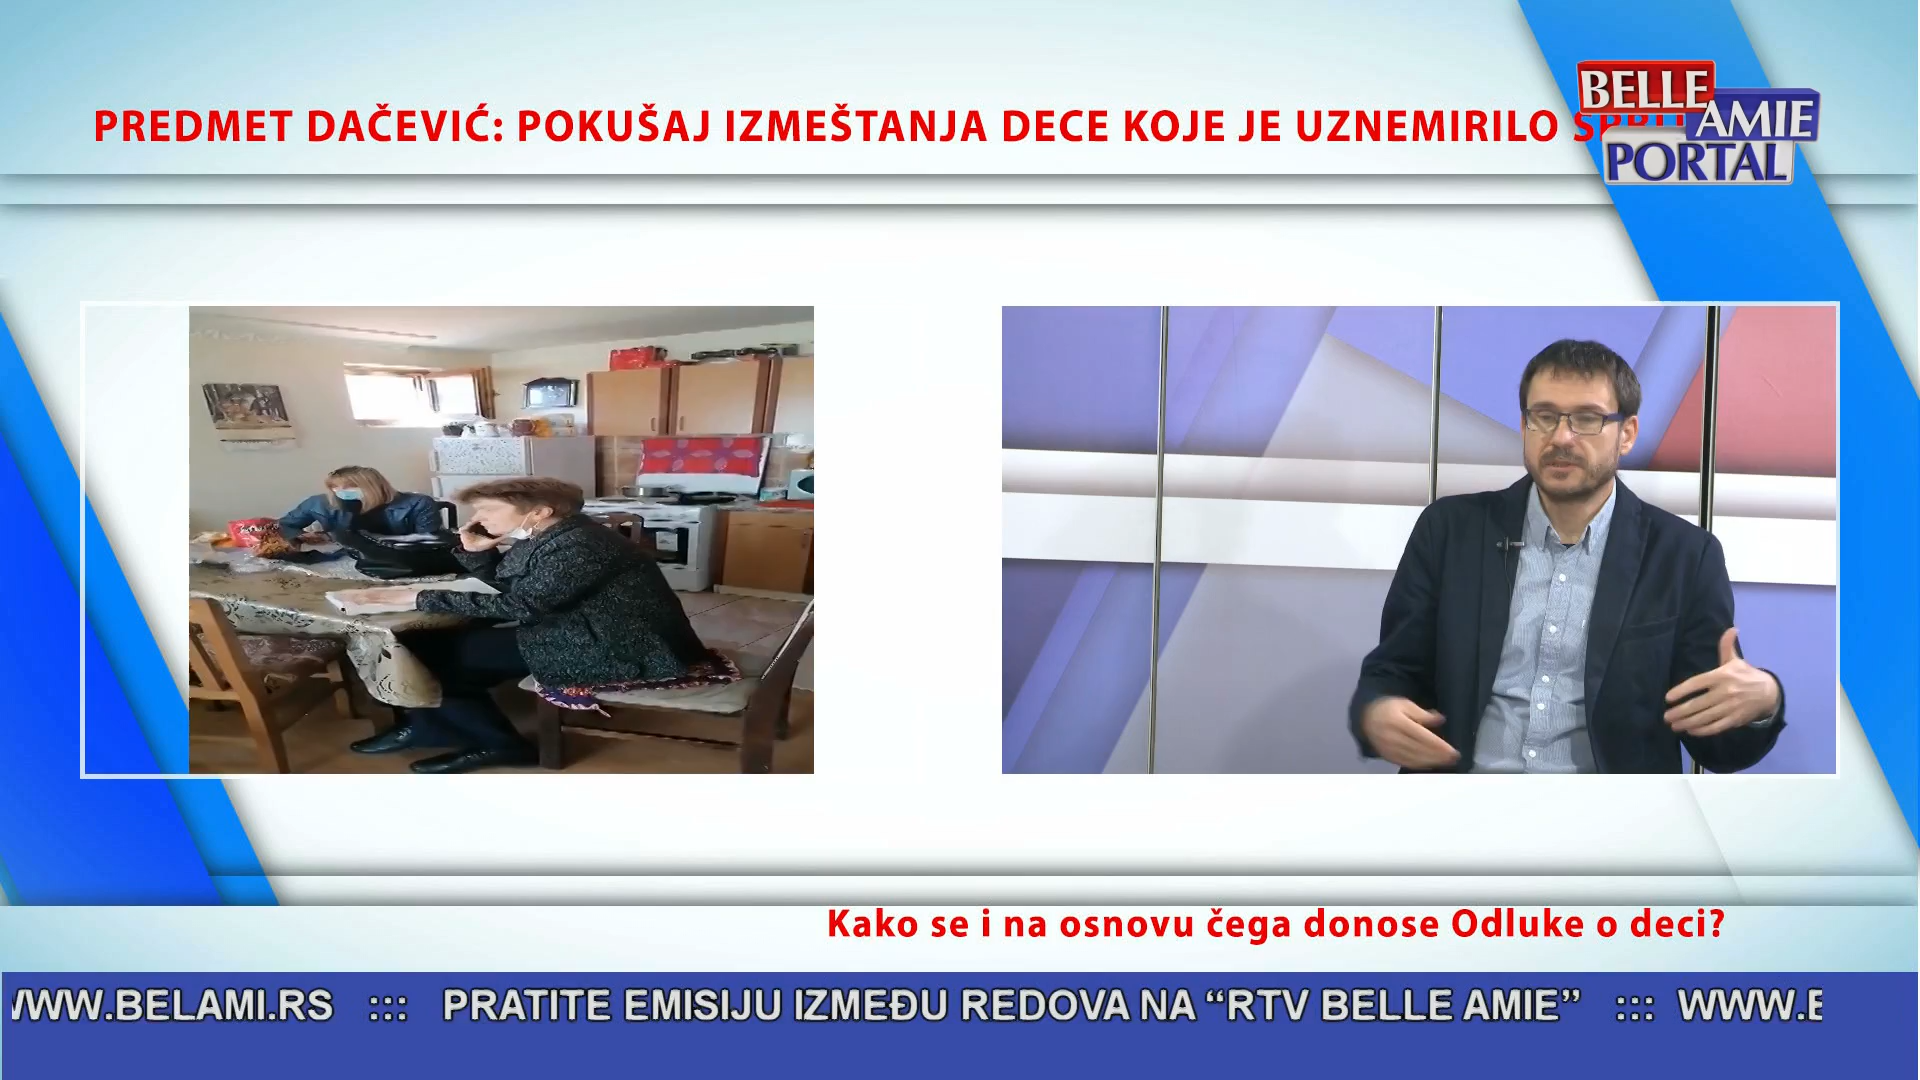 PREDMET DAČEVIĆ: POKUŠAJ IZMEŠTANJA DECE KOJE JE UZNEMIRILO
BELLE
AMIE
PORTAL
Kako se i na osnovu čega donose Odluke o deci?
WWW.BELAMI.RS ::: PRATITE EMISIJU IZMEĐU REDOVA NA “RTV BELLE AMIE” ::: WWW.